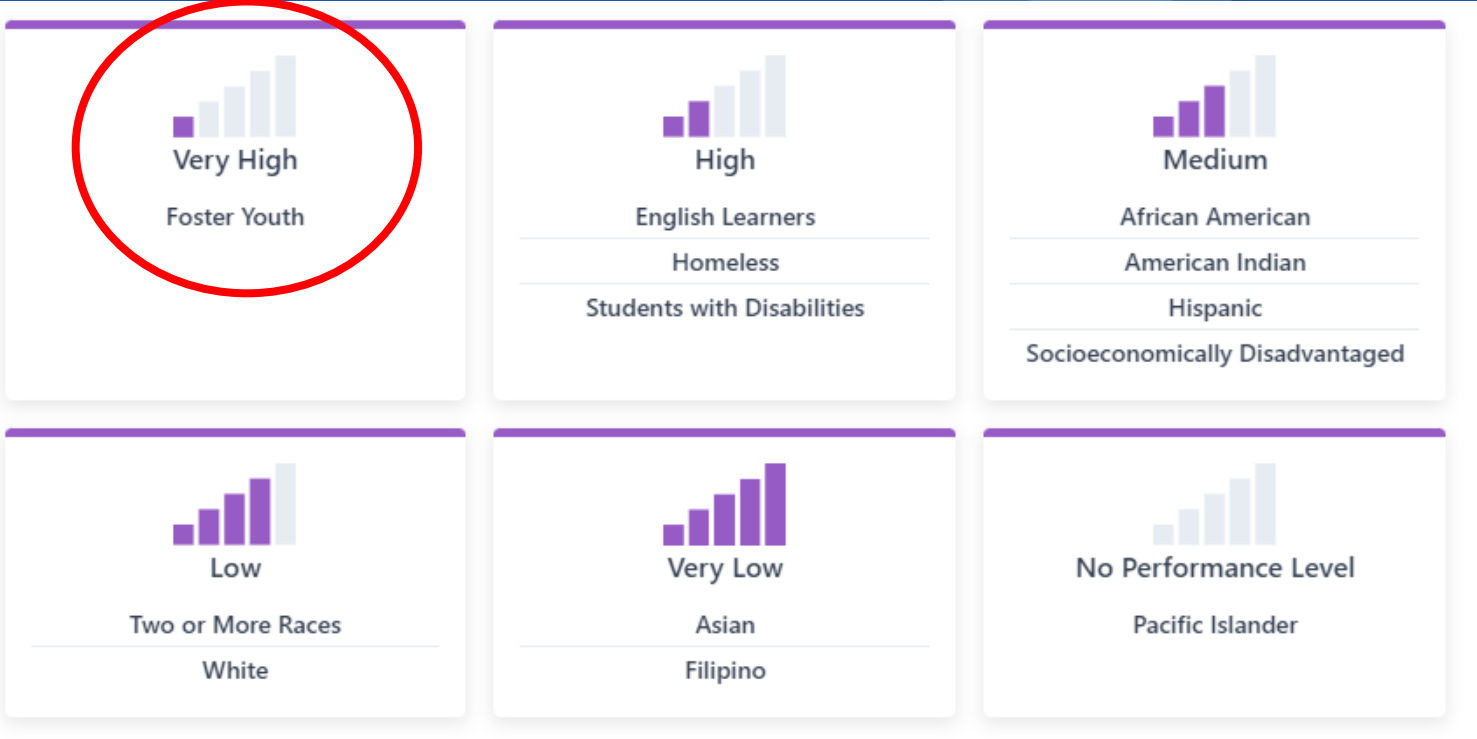 Very High
Foster Youth
High
English Learners
Homeless
Students with Disabilities
Medium
African American
American Indian
Hispanic
Socioeconomically Disadvantaged
Low
Two or More Races
White
Very Low
Asian
Filipino
No Performance Level
Pacific Islander